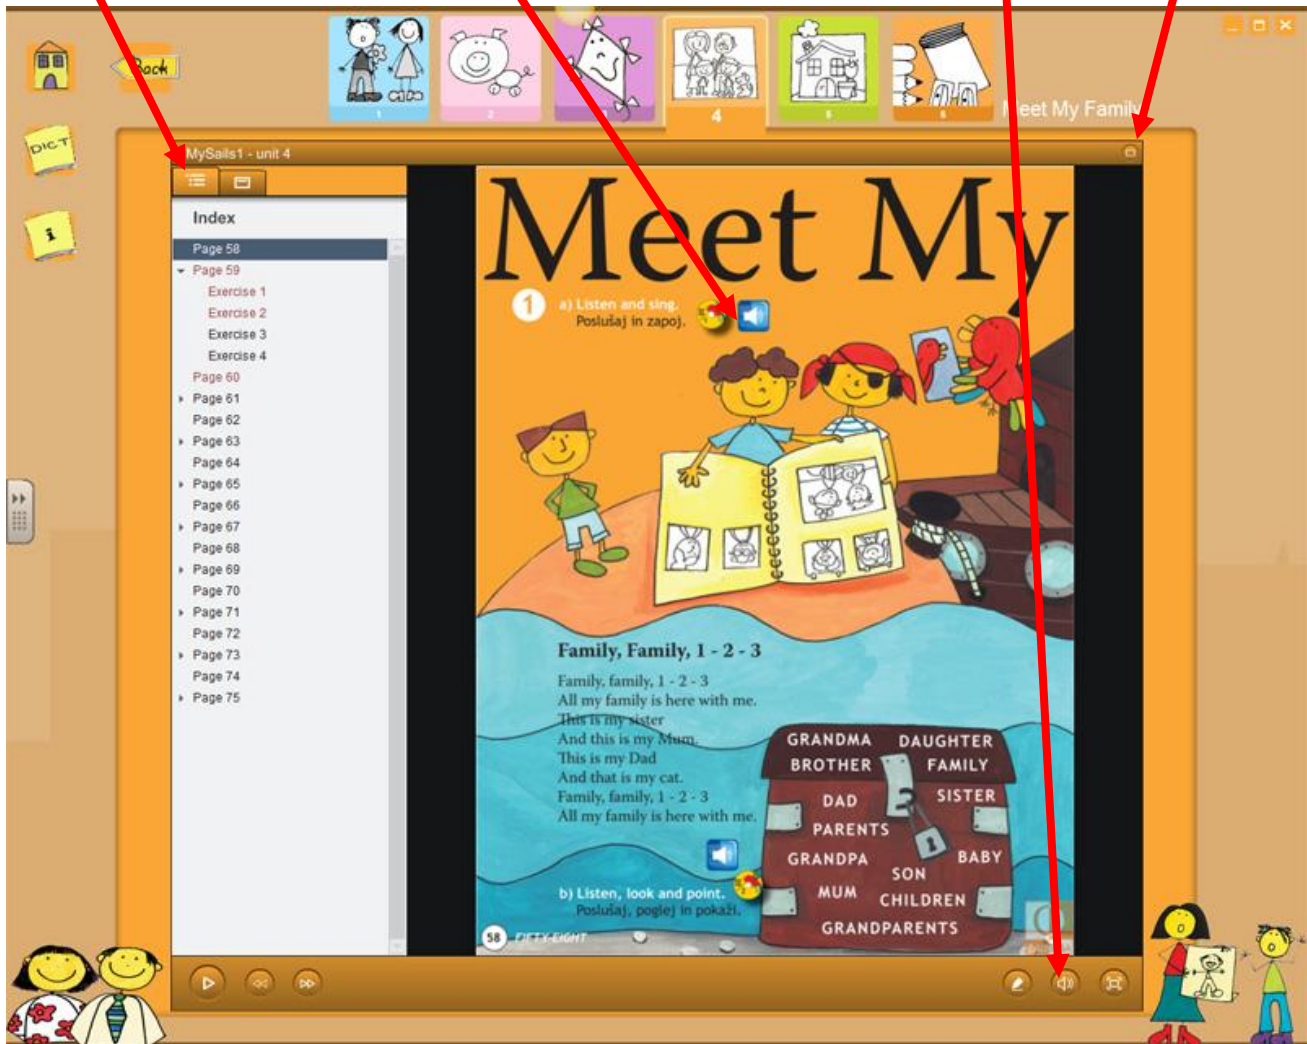 Back
1
2
3
4
5
6
Meet My Family
DICT
i
MySails1 - unit 4
Index
Page 58
Page 59
Exercise 1
Exercise 2
Exercise 3
Exercise 4
Page 60
Page 61
Page 62
Page 63
Page 64
Page 65
Page 66
Page 67
Page 68
Page 69
Page 70
Page 71
Page 72
Page 73
Page 74
Page 75
Meet My
1 a) Listen and sing.
Poslušaj in zapoj.
Family, Family, 1 - 2 - 3
Family, family, 1 - 2 - 3
All my family is here with me.
This is my sister
And this is my Mum.
This is my Dad
And that is my cat.
Family, family, 1 - 2 - 3
All my family is here with me.
GRANDMA DAUGHTER
BROTHER FAMILY
DAD SISTER
PARENTS
GRANDPA BABY
SON
MUM CHILDREN
GRANDPARENTS
b) Listen, look and point.
Poslušaj, poglej in pokaži.
58 FIFTY-EIGHT